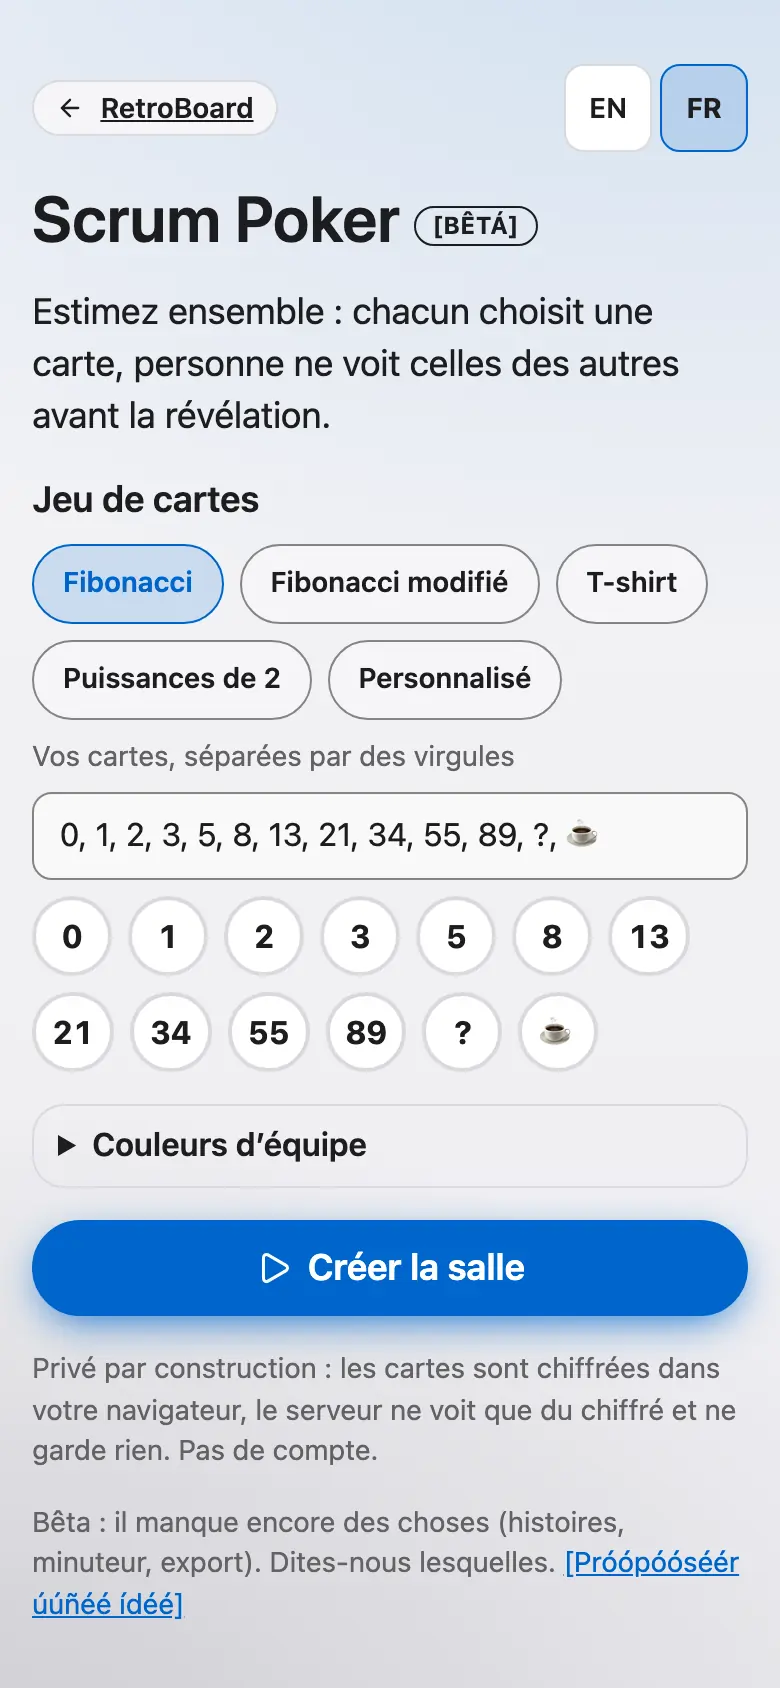 ← RetroBoard
EN
FR
Scrum Poker [BÊTÁ]
Estimez ensemble : chacun choisit une
carte, personne ne voit celles des autres
avant la révélation.
Jeu de cartes
Fibonacci
Fibonacci modifié
T-shirt
Puissances de 2
Personnalisé
Vos cartes, séparées par des virgules
0, 1, 2, 3, 5, 8, 13, 21, 34, 55, 89, ?, ☕
0 1 2 3 5 8 13
21 34 55 89 ? ☕
▶ Couleurs d’équipe
Créer la salle
Privé par construction : les cartes sont chiffrées dans
votre navigateur, le serveur ne voit que du chiffré et ne
garde rien. Pas de compte.
Bêta : il manque encore des choses (histoires,
minuteur, export). Dites-nous lesquelles. [Próópóóséér
úúñéé ídéé]